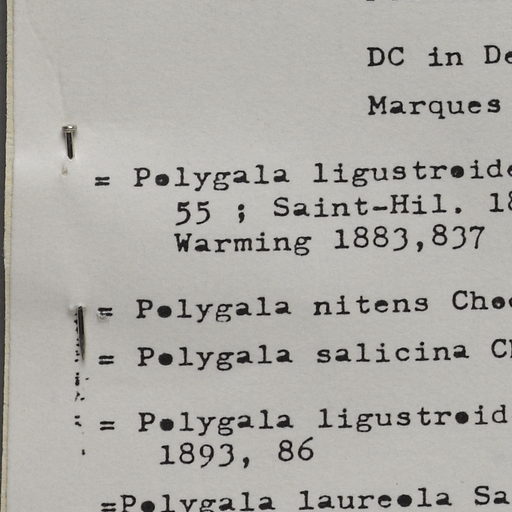 DC in De
Marques
= Polygala ligustroide
55 ; Saint-Hil. 18
Warming 1883,837
= Polygala nitens Cho
= Polygala salicina C
= Polygala ligustroid
1893, 86
=Polygala laureola Sa